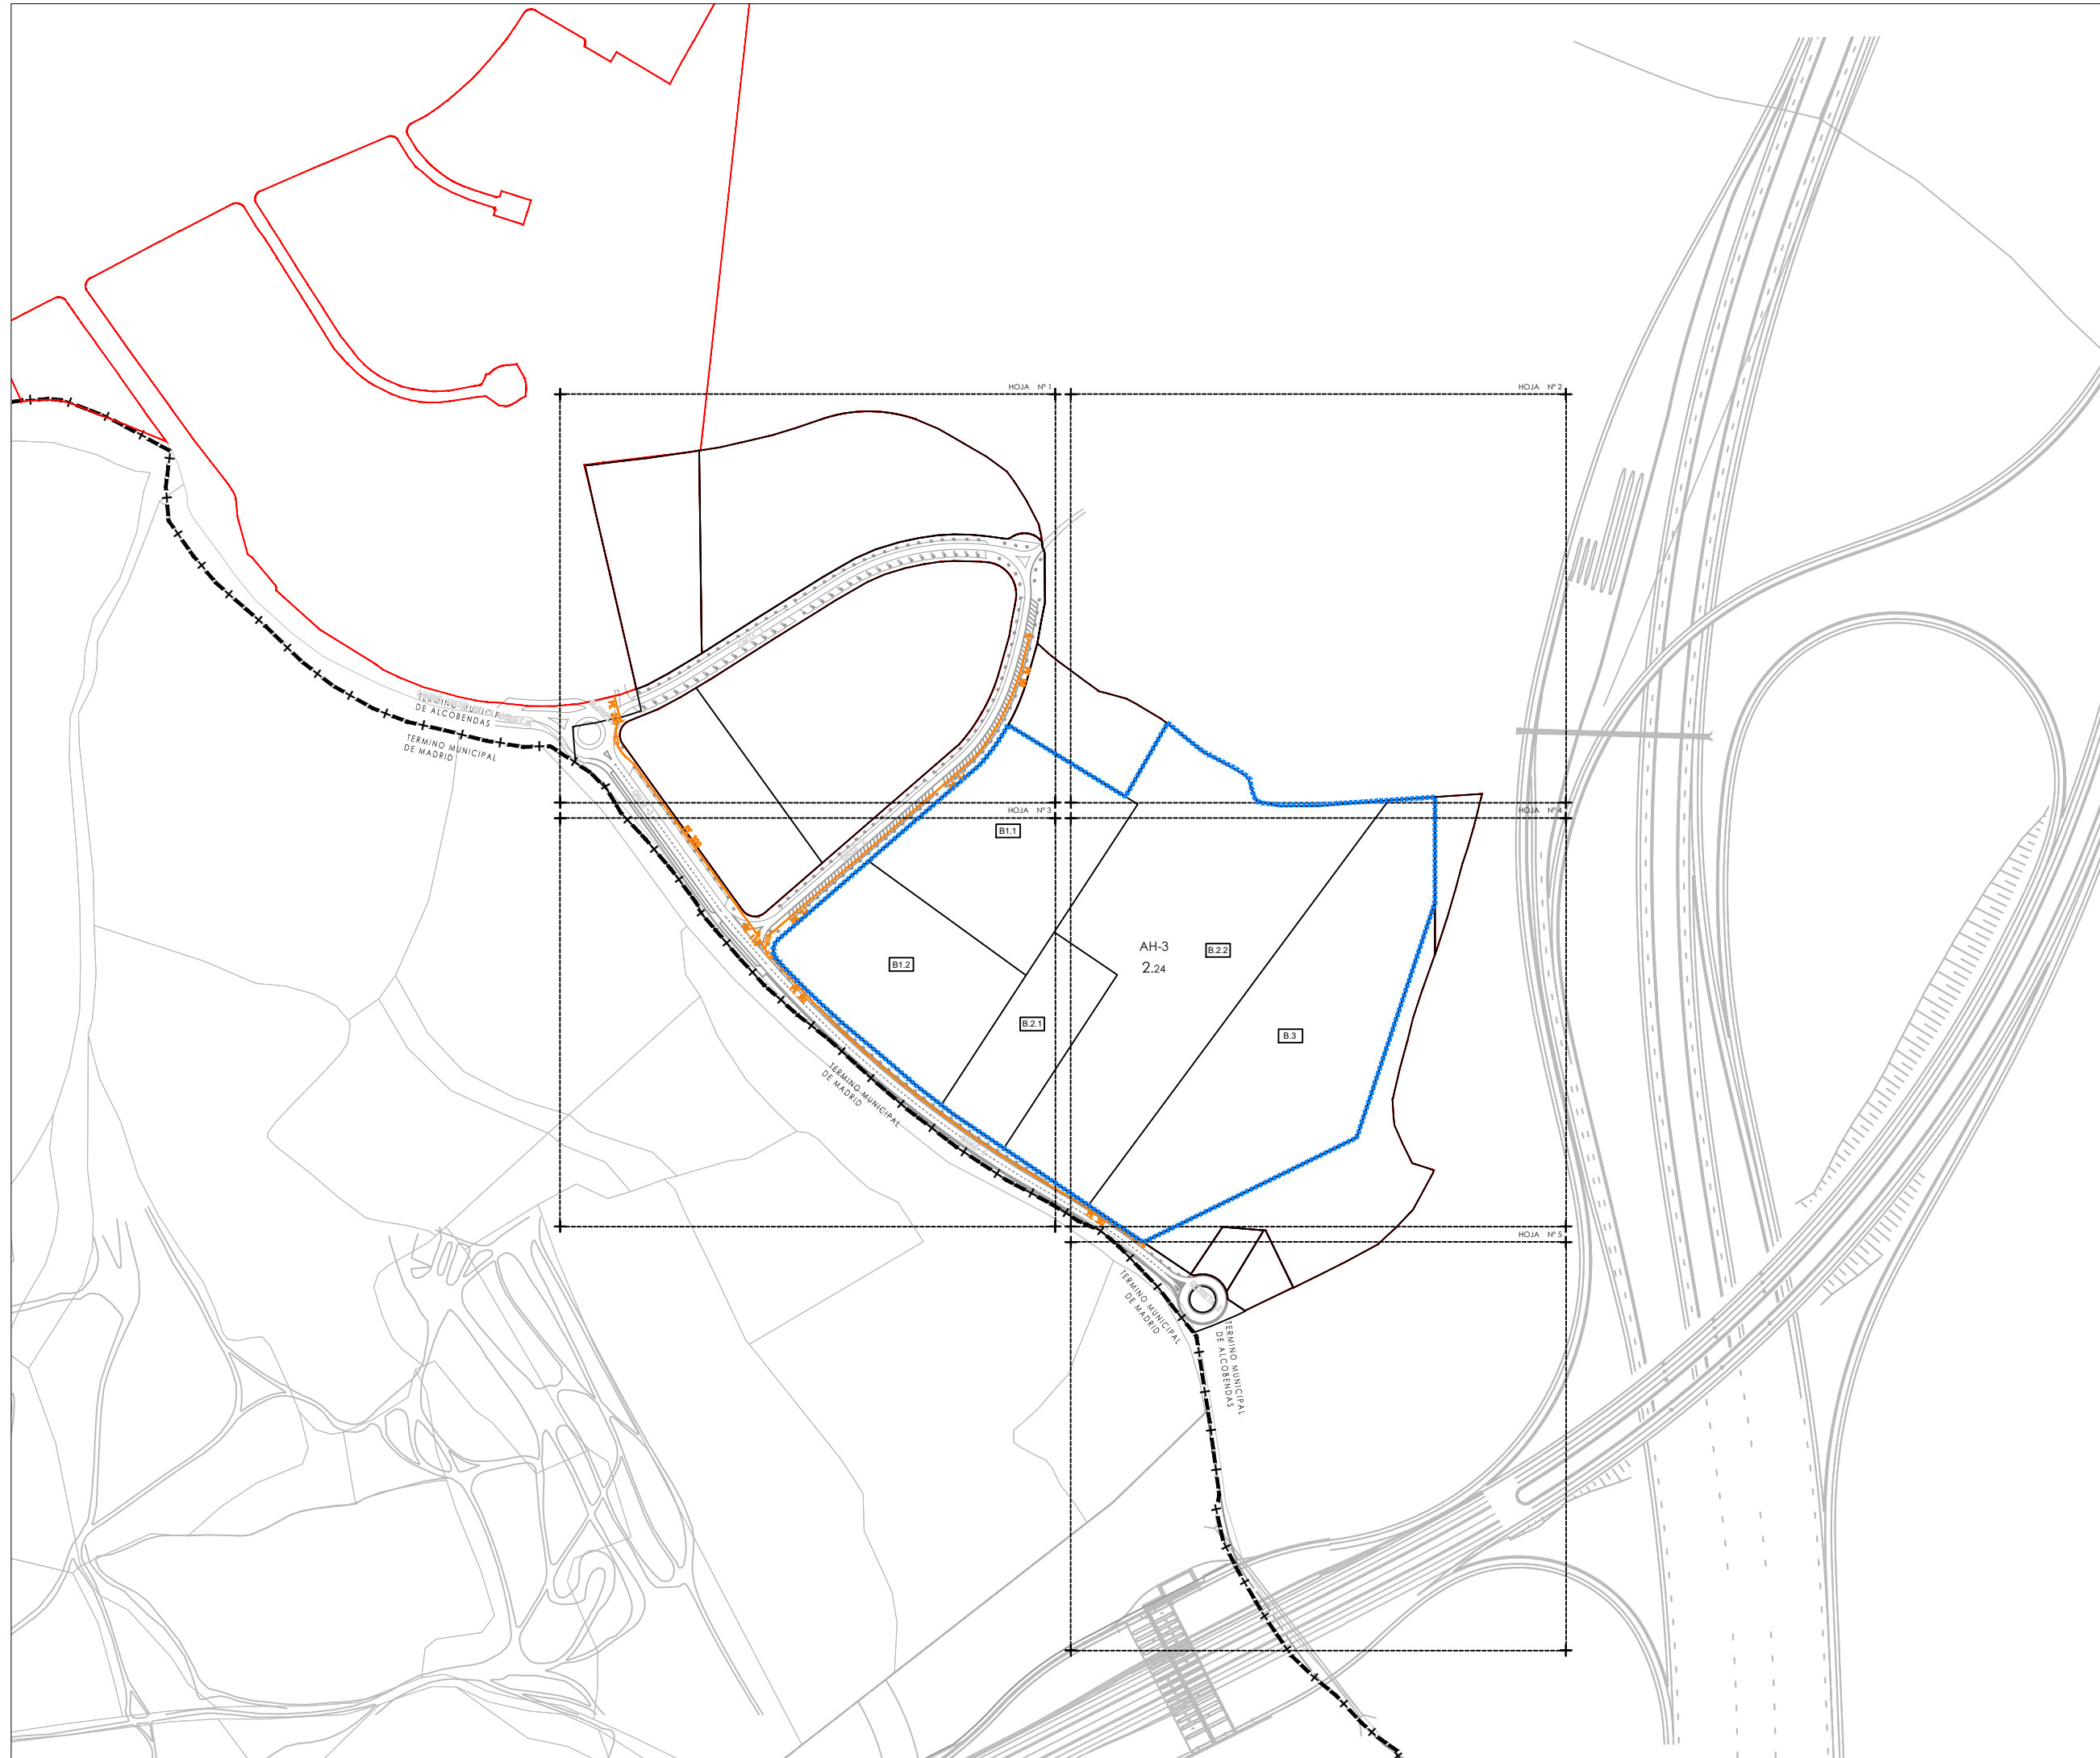 HOJA Nº 1
HOJA Nº 2
TERMINO MUNICIPAL
DE ALCOBENDAS
TERMINO MUNICIPAL
DE MADRID
HOJA Nº 3
HOJA Nº 4
B1.1
AH-3
2.24
B.2.2
B1.2
B.2.1
B.3
TERMINO MUNICIPAL
DE MADRID
HOJA Nº 5
TERMINO MUNICIPAL
DE MADRID
TERMINO MUNICIPAL
DE ALCOBENDAS